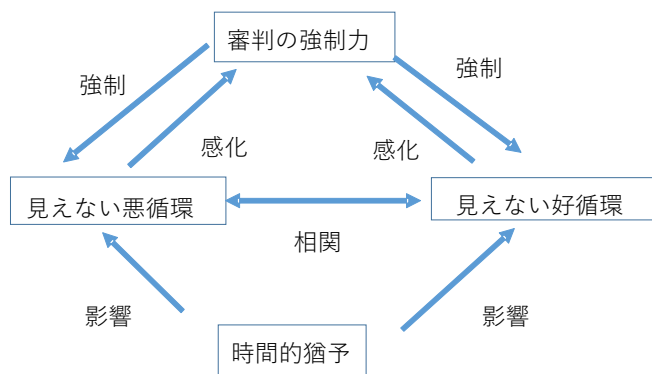 審判の強制力
強制
強制
感化
感化
見えない悪循環
見えない好循環
相関
影響
影響
時間的猶予